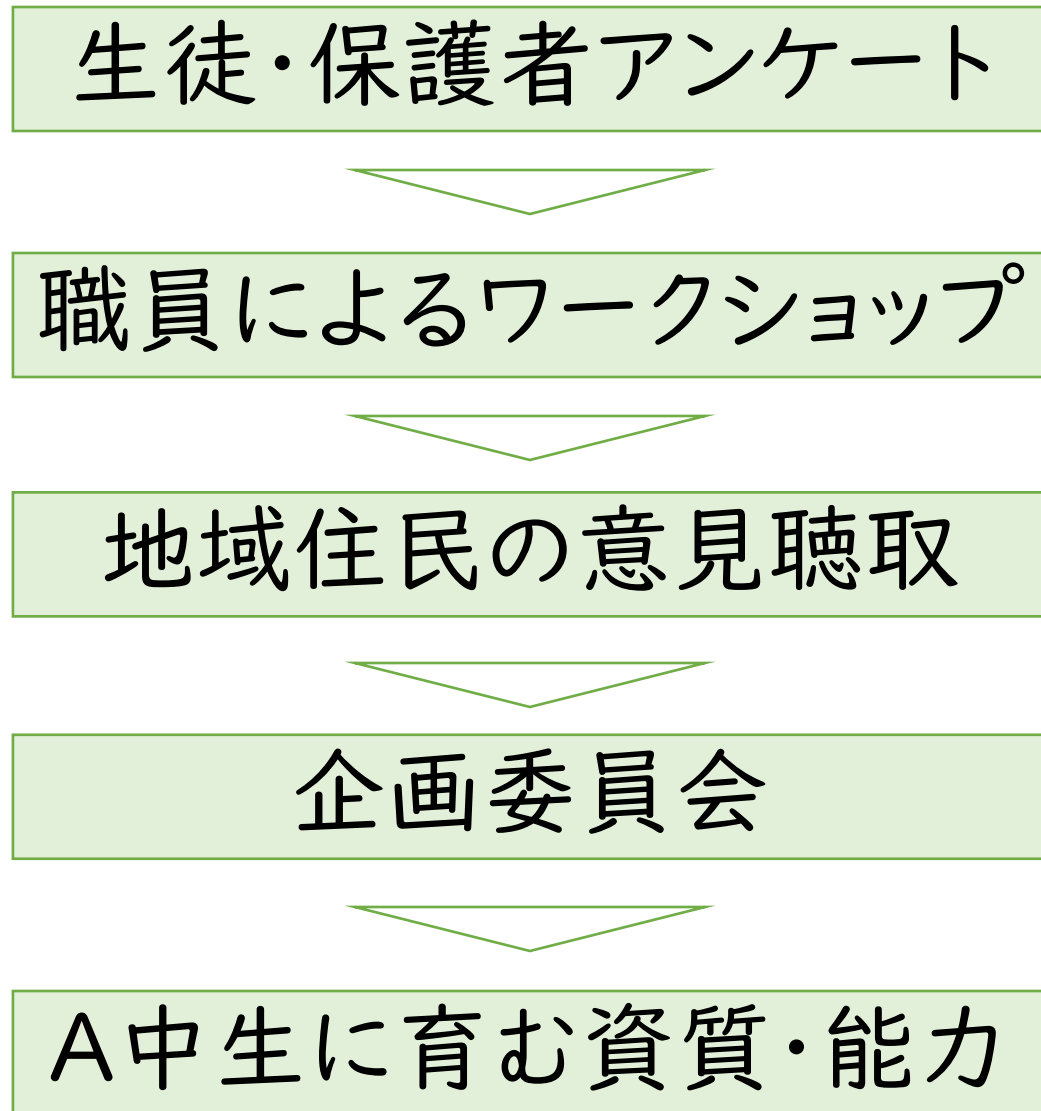 生徒・保護者アンケート
職員によるワークショップ
地域住民の意見聴取
企画委員会
A中生に育む資質・能力